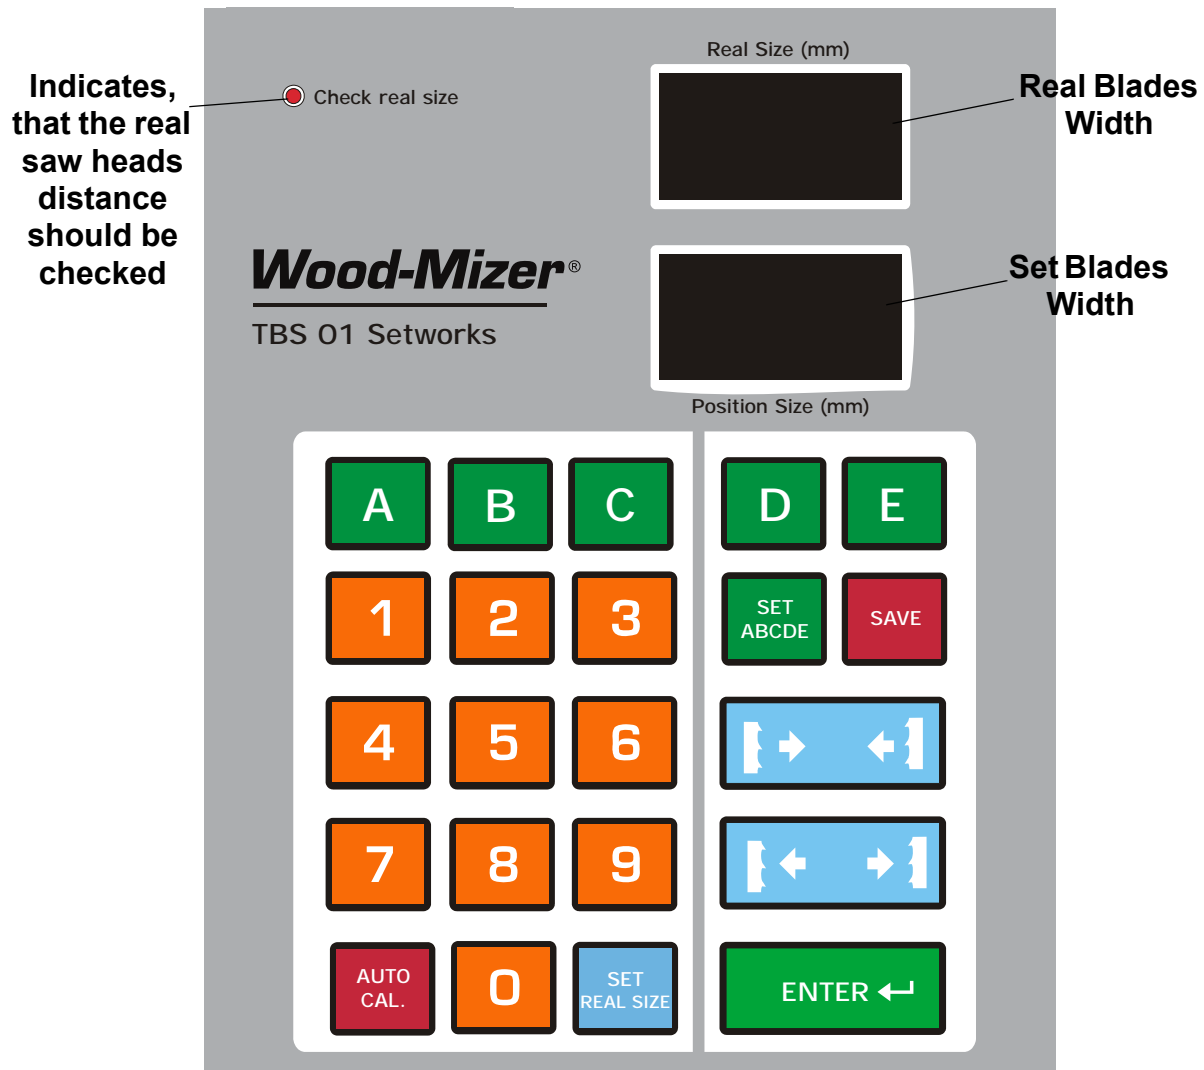 Real Size (mm)
Indicates,
that the real
saw heads
distance
should be
checked
Check real size
Real Blades
Width
Wood-Mizer®
TBS 01 Setworks
Set Blades
Width
Position Size (mm)
A
B
C
D
E
1
2
3
SET
ABCDE
SAVE
4
5
6
7
8
9
AUTO
CAL.
0
SET
REAL SIZE
ENTER